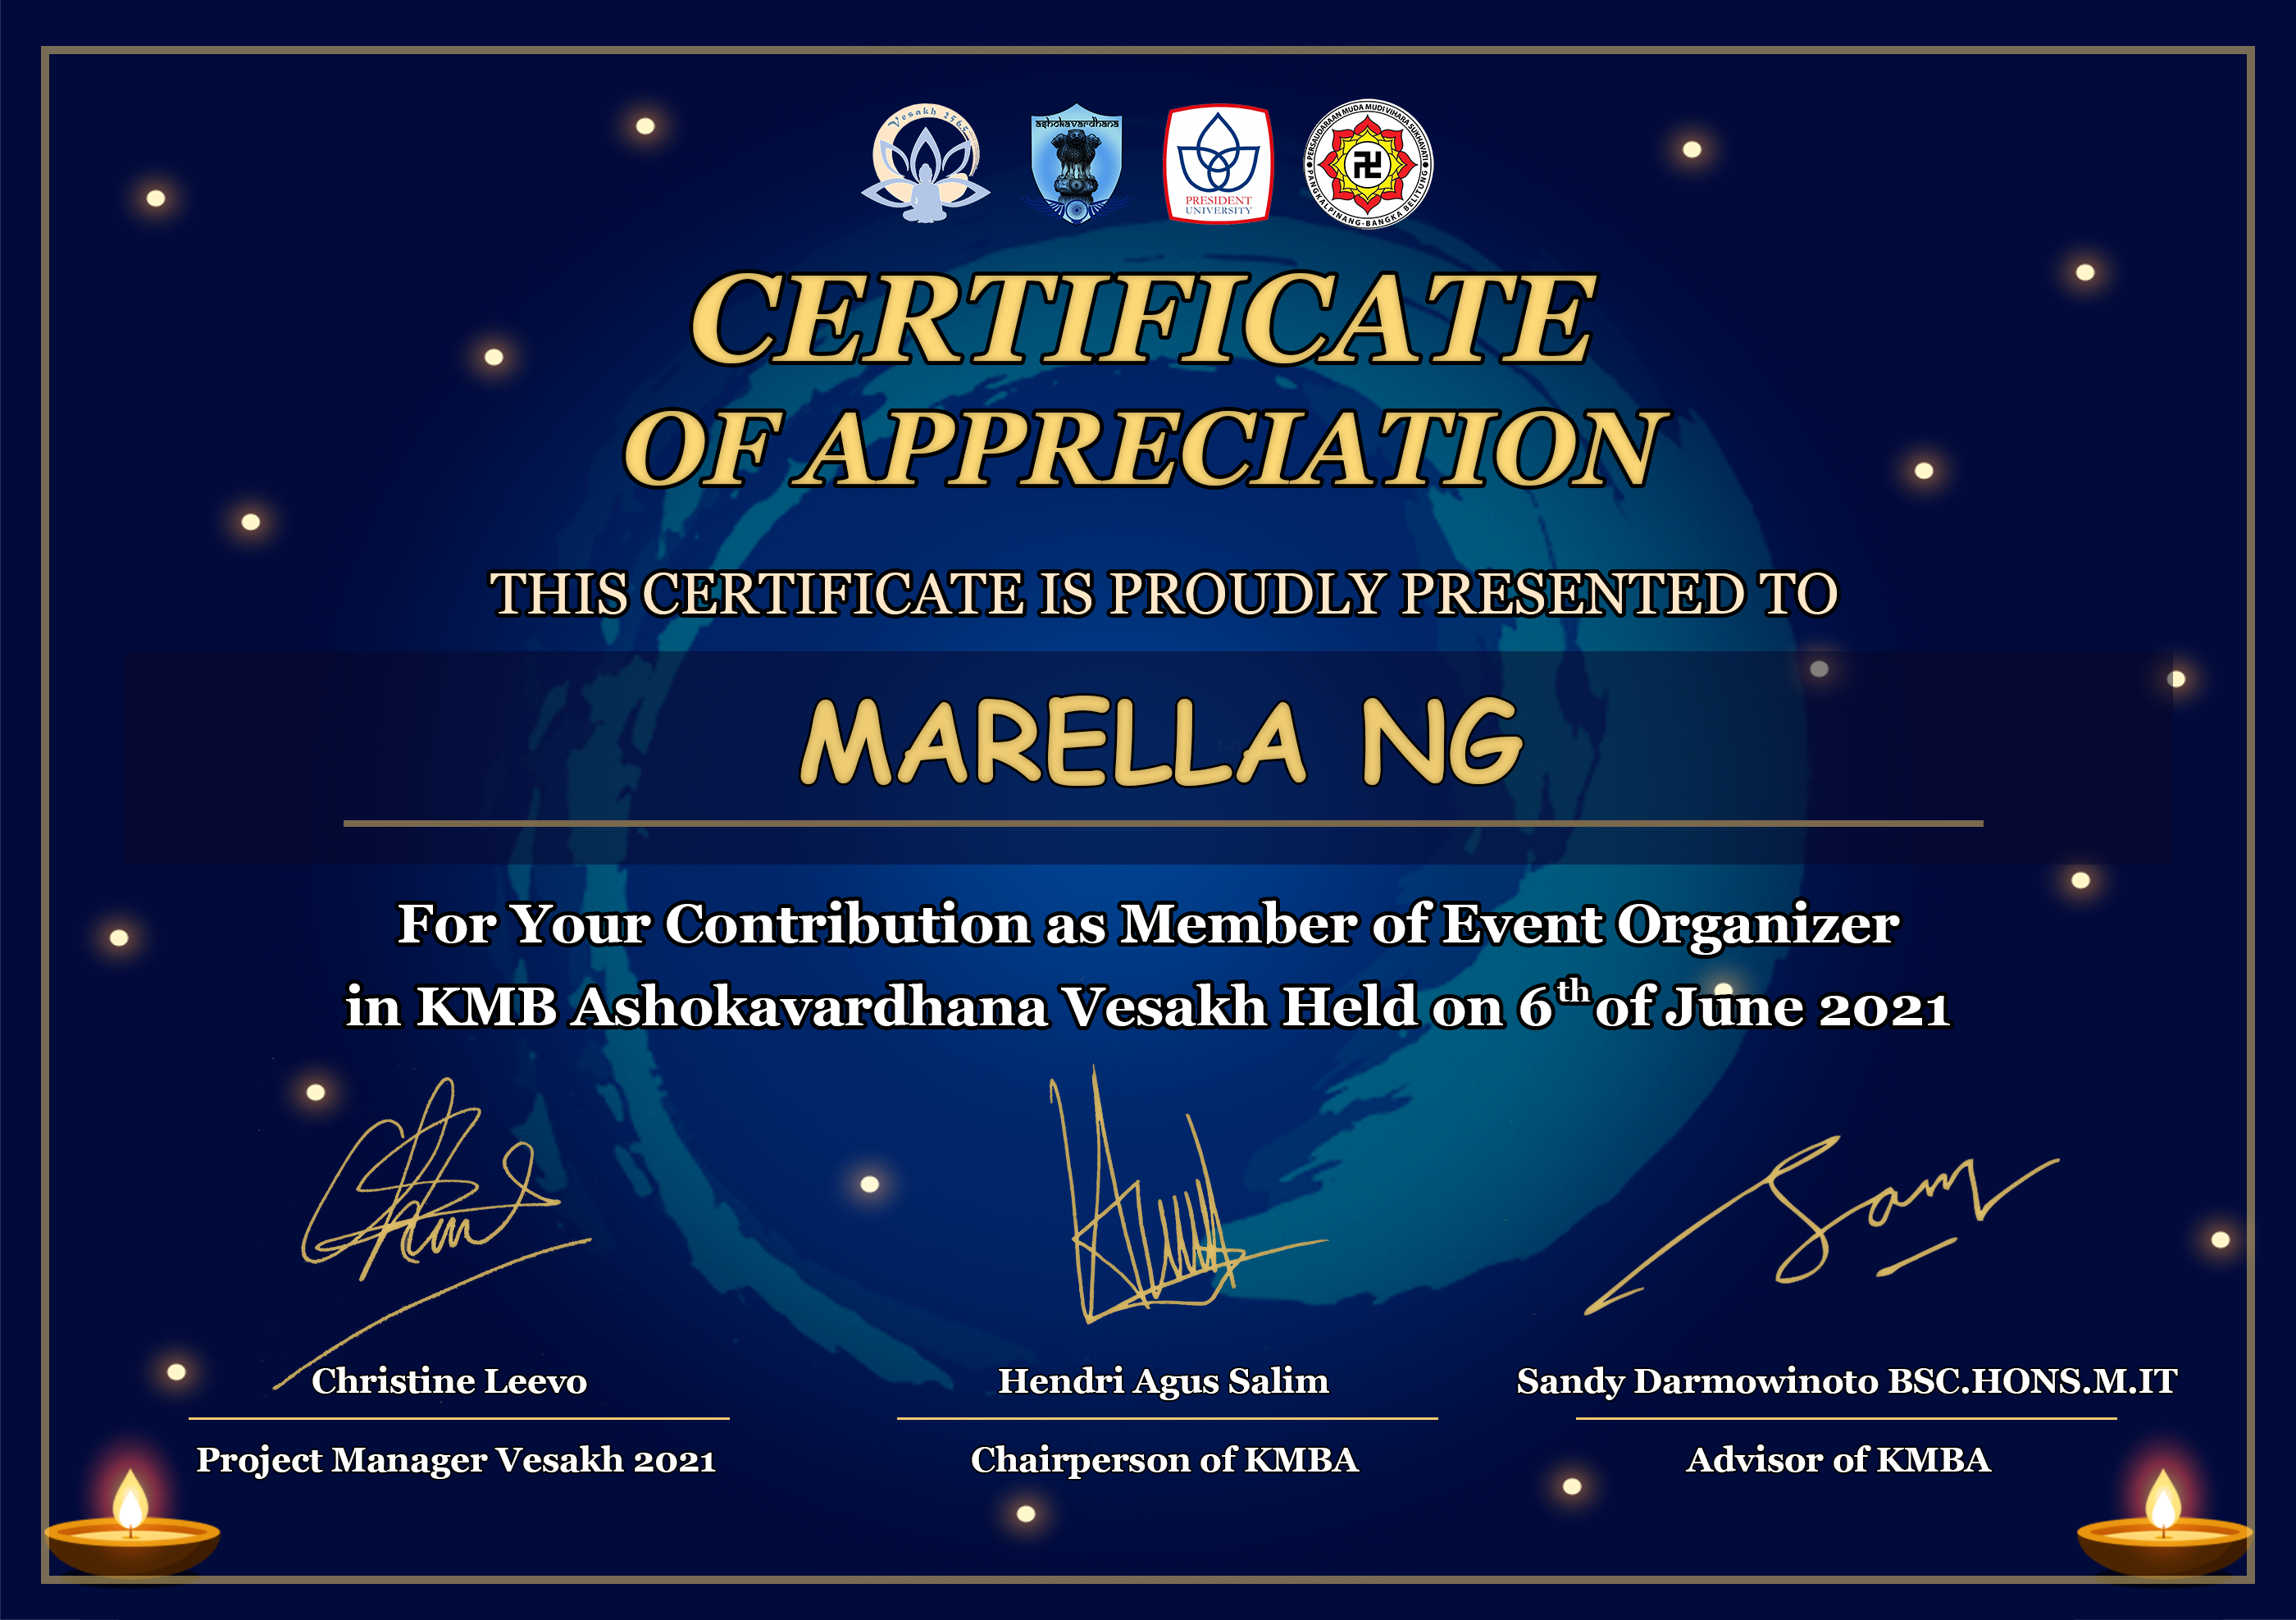 Vesakh 2565
ashokavardhana
PRESIDENT
UNIVERSITY
PERSAUDARAAN MUDA MUDI VIHARA SUKHAVATI
PANGKALPINANG-BANGKA BELITUNG
CERTIFICATE
OF APPRECIATION
THIS CERTIFICATE IS PROUDLY PRESENTED TO
MARELLA NG
For Your Contribution as Member of Event Organizer
in KMB Ashokavardhana Vesakh Held on 6th of June 2021
Sam
Christine Leevo
Hendri Agus Salim
Sandy Darmowinoto BSC.HONS.M.IT
Project Manager Vesakh 2021
Chairperson of KMBA
Advisor of KMBA